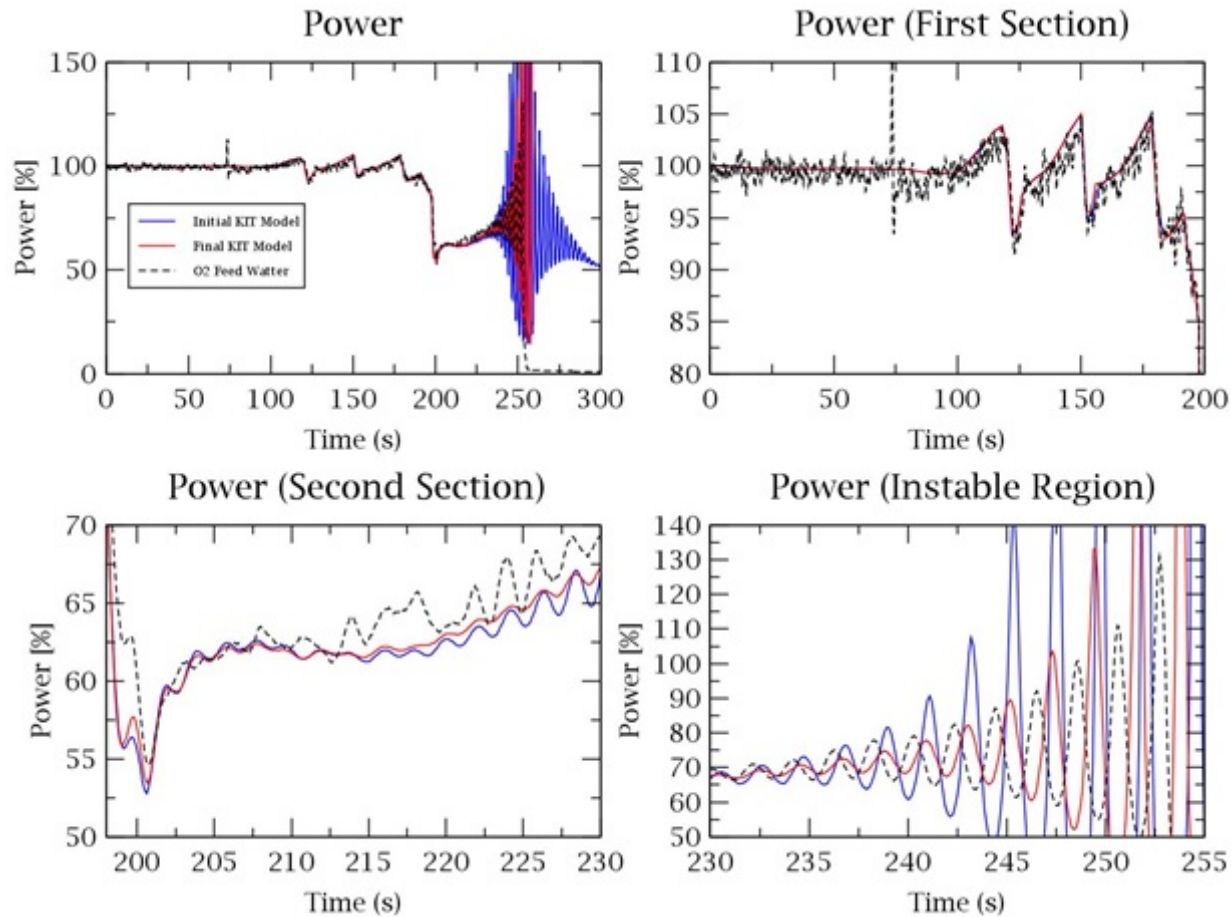 Power
Power [%]
150
100
50
0
0 50 100 150 200 250 300
Time (s)
Initial KIT Model
Final KIT Model
O2 Feed Watter
Power (First Section)
Power [%]
110
105
100
95
90
85
80
0 50 100 150 200
Time (s)
Power (Second Section)
Power [%]
70
65
60
55
50
200 205 210 215 220 225 230
Time (s)
Power (Instable Region)
Power [%]
140
130
120
110
100
90
80
70
60
50
230 235 240 245 250 255
Time (s)